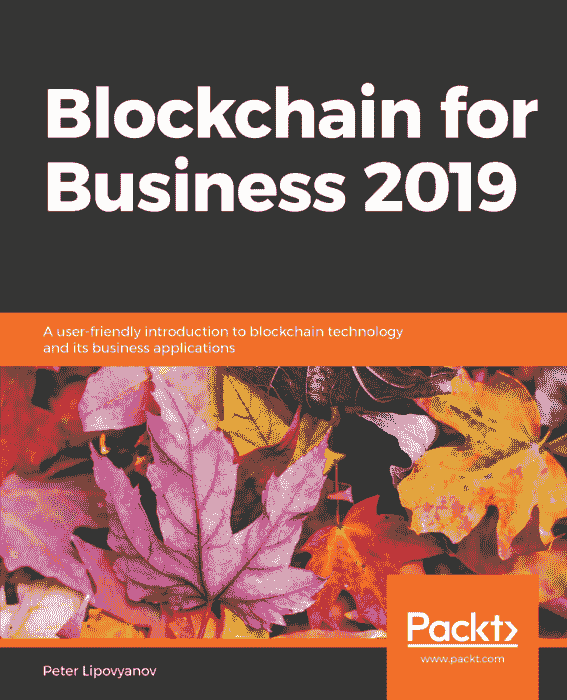 Blockchain for
Business 2019
A user-friendly introduction to blockchain technology
and its business applications
Packt>
www.packt.com
Peter Lipovyanov